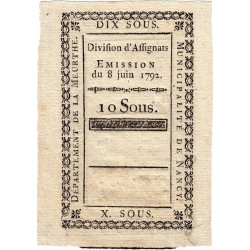 DIX SOUS.
DÉPARTEMENT DE LA MEURTHE.
Division d'Assignats
EMISSION
du 8 juin 1792.
10 Sous.
MUNICIPALITÉ DE NANCY.
X. SOUS.